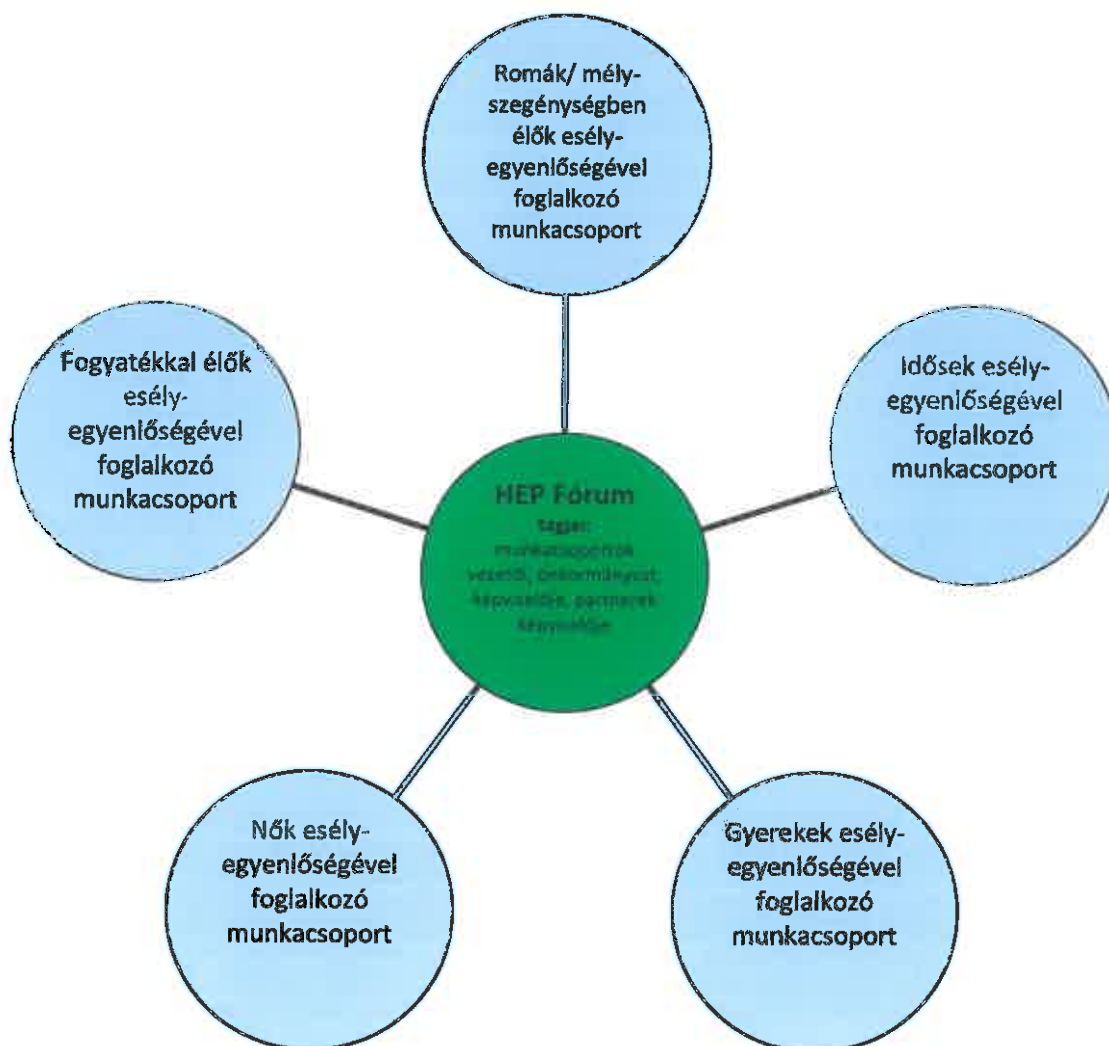 Romák/ mély-
szegénységben
élők esély-
egyenlőségével
foglalkozó
munkacsoport
Fogyatékkal élők
esély-
egyenlőségével
foglalkozó
munkacsoport
Idősek esély-
egyenlőségével
foglalkozó
munkacsoport
HEP Fórum
tagjai:
munkacsoportok
vezetői, önkormányzat
képviselője, partnerek
képviselője
Nők esély-
egyenlőségével
foglalkozó
munkacsoport
Gyerekek esély-
egyenlőségével
foglalkozó
munkacsoport